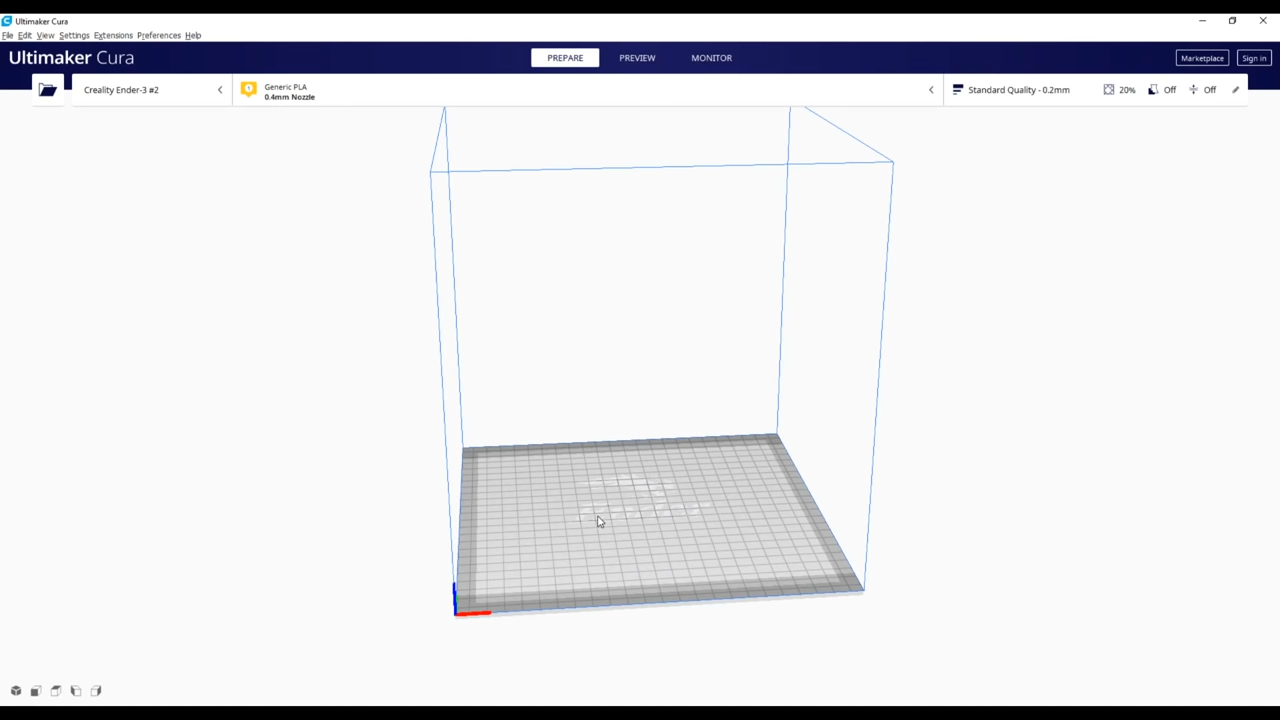 Ultimaker Cura
File Edit View Settings Extensions Preferences Help
Ultimaker Cura PREPARE PREVIEW MONITOR Marketplace Sign in
Creality Ender-3 #2 1 Generic PLA Standard Quality - 0.2mm 20% Off Off
0.4mm Nozzle